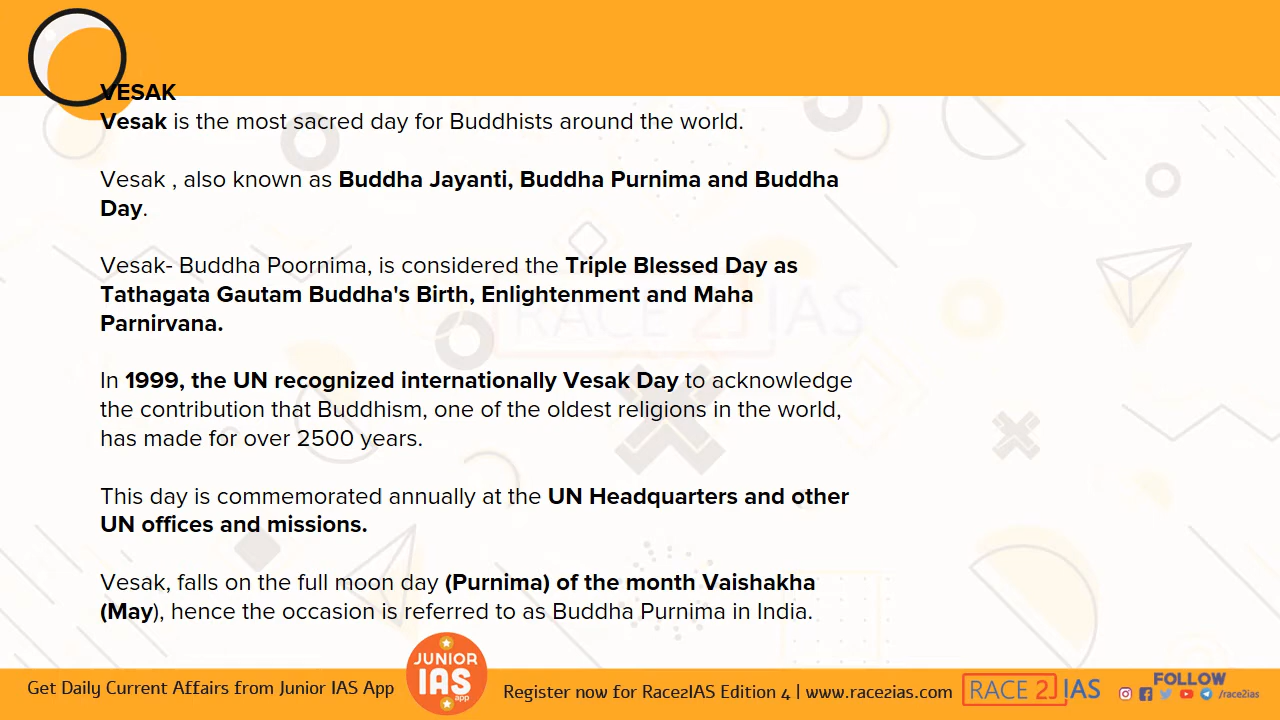 VESAK
Vesak is the most sacred day for Buddhists around the world.
Vesak , also known as Buddha Jayanti, Buddha Purnima and Buddha
Day.
Vesak- Buddha Poornima, is considered the Triple Blessed Day as
Tathagata Gautam Buddha's Birth, Enlightenment and Maha
Parnirvana.
RACE 2 IAS
In 1999, the UN recognized internationally Vesak Day to acknowledge
the contribution that Buddhism, one of the oldest religions in the world,
has made for over 2500 years.
This day is commemorated annually at the UN Headquarters and other
UN offices and missions.
Vesak, falls on the full moon day (Purnima) of the month Vaishakha
(May), hence the occasion is referred to as Buddha Purnima in India.
Get Daily Current Affairs from Junior IAS App
JUNIOR
IAS
app
Register now for Race2IAS Edition 4 | www.race2ias.com
RACE 2 IAS
FOLLOW
/race2ias